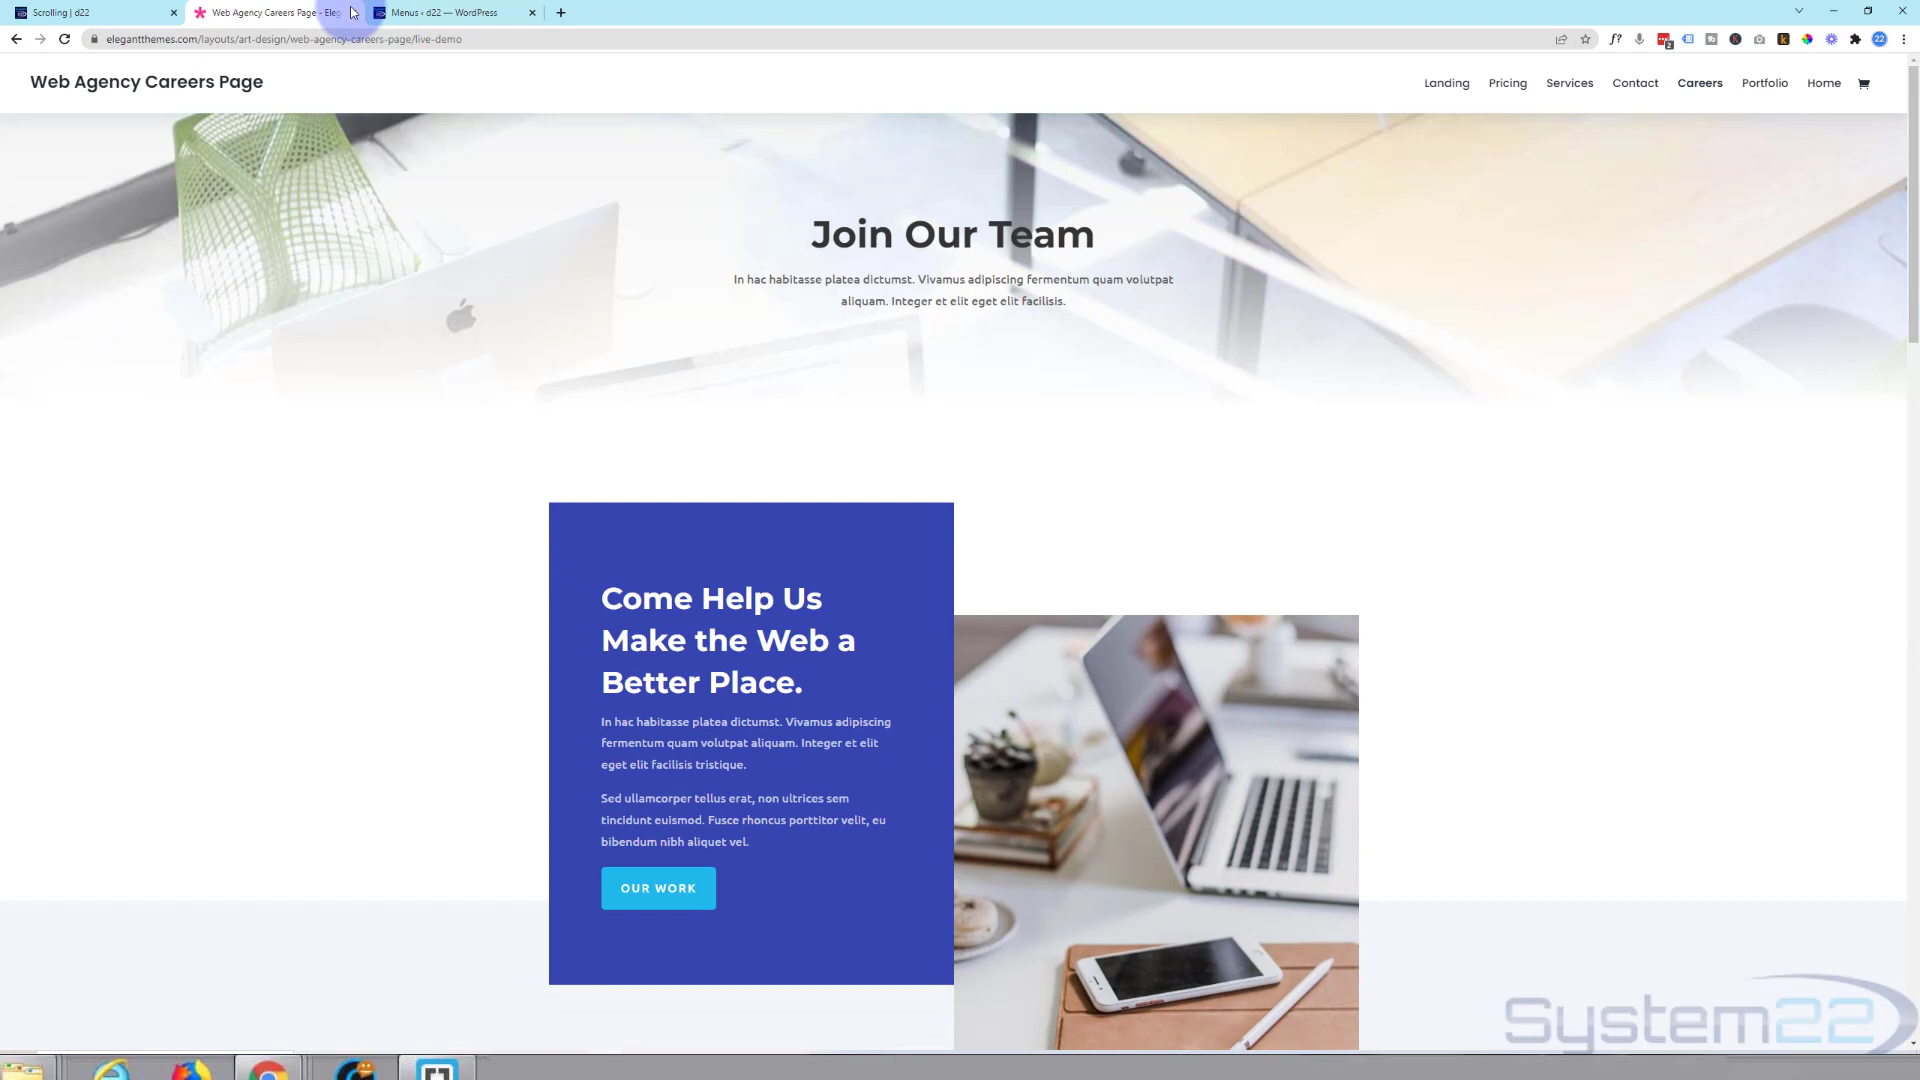 Scrolling | d22
Web Agency Careers Page - Eleg
Menus ‹ d22 — WordPress
elegantthemes.com/layouts/art-design/web-agency-careers-page/live-demo
Web Agency Careers Page
Landing
Pricing
Services
Contact
Careers
Portfolio
Home
Join Our Team
In hac habitasse platea dictumst. Vivamus adipiscing fermentum quam volutpat
aliquam. Integer et elit eget elit facilisis.
Come Help Us
Make the Web a
Better Place.
In hac habitasse platea dictumst. Vivamus adipiscing
fermentum quam volutpat aliquam. Integer et elit
eget elit facilisis tristique.
Sed ullamcorper tellus erat, non ultrices sem
tincidunt euismod. Fusce rhoncus porttitor velit, eu
bibendum nibh aliquet vel.
OUR WORK
System22